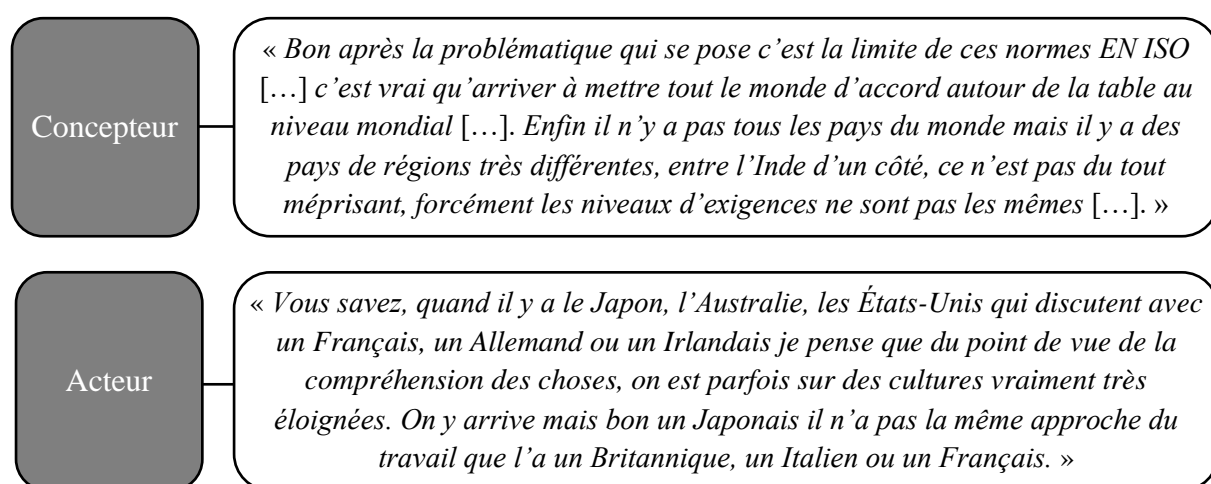 Concepteur
« Bon après la problématique qui se pose c’est la limite de ces normes EN ISO
[…] c’est vrai qu’arriver à mettre tout le monde d’accord autour de la table au
niveau mondial […]. Enfin il n’y a pas tous les pays du monde mais il y a des
pays de régions très différentes, entre l’Inde d’un côté, ce n’est pas du tout
méprisant, forcément les niveaux d’exigences ne sont pas les mêmes […]. »
Acteur
« Vous savez, quand il y a le Japon, l’Australie, les États-Unis qui discutent avec
un Français, un Allemand ou un Irlandais je pense que du point de vue de la
compréhension des choses, on est parfois sur des cultures vraiment très
éloignées. On y arrive mais bon un Japonais il n’a pas la même approche du
travail que l’a un Britannique, un Italien ou un Français. »